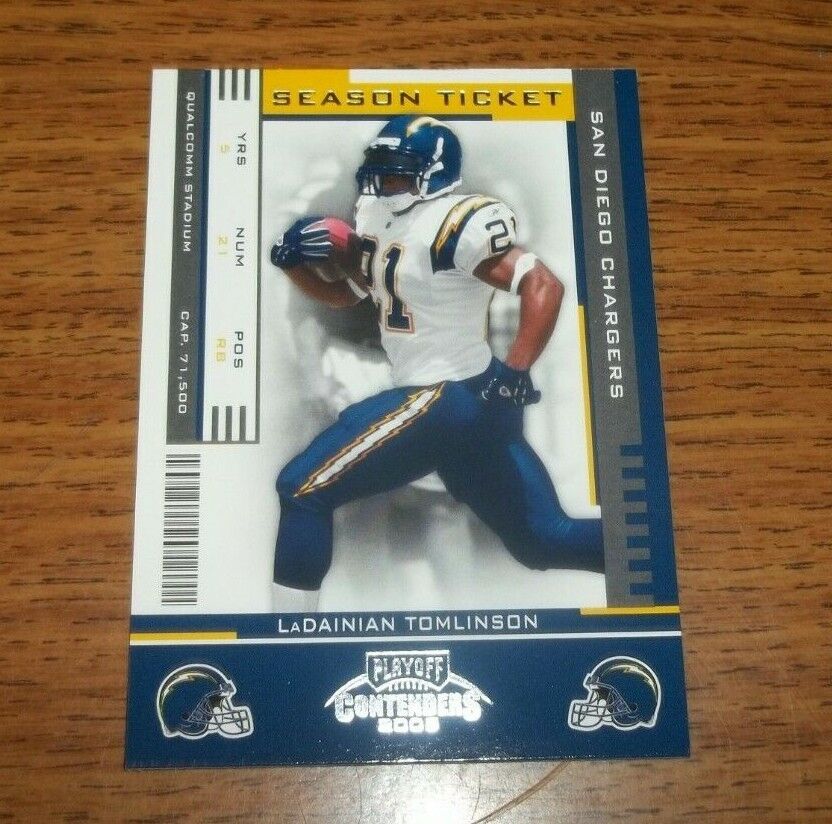 SEASON TICKET
SAN DIEGO CHARGERS
YRS NUM POS
5 21 RB
QUALCOMM STADIUM CAP. 71,500
21
21
LADAINIAN TOMLINSON
PLAYOFF
CONTENDERS
2005